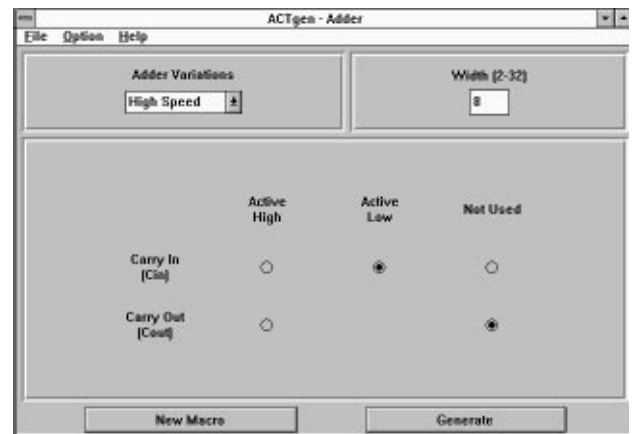 ACTgen - Adder
File Option Help
Adder Variations
High Speed
Width (2-32)
8
Active High
Active Low
Not Used
Carry In (Cin)
Carry Out (Cout)
New Macro
Generate